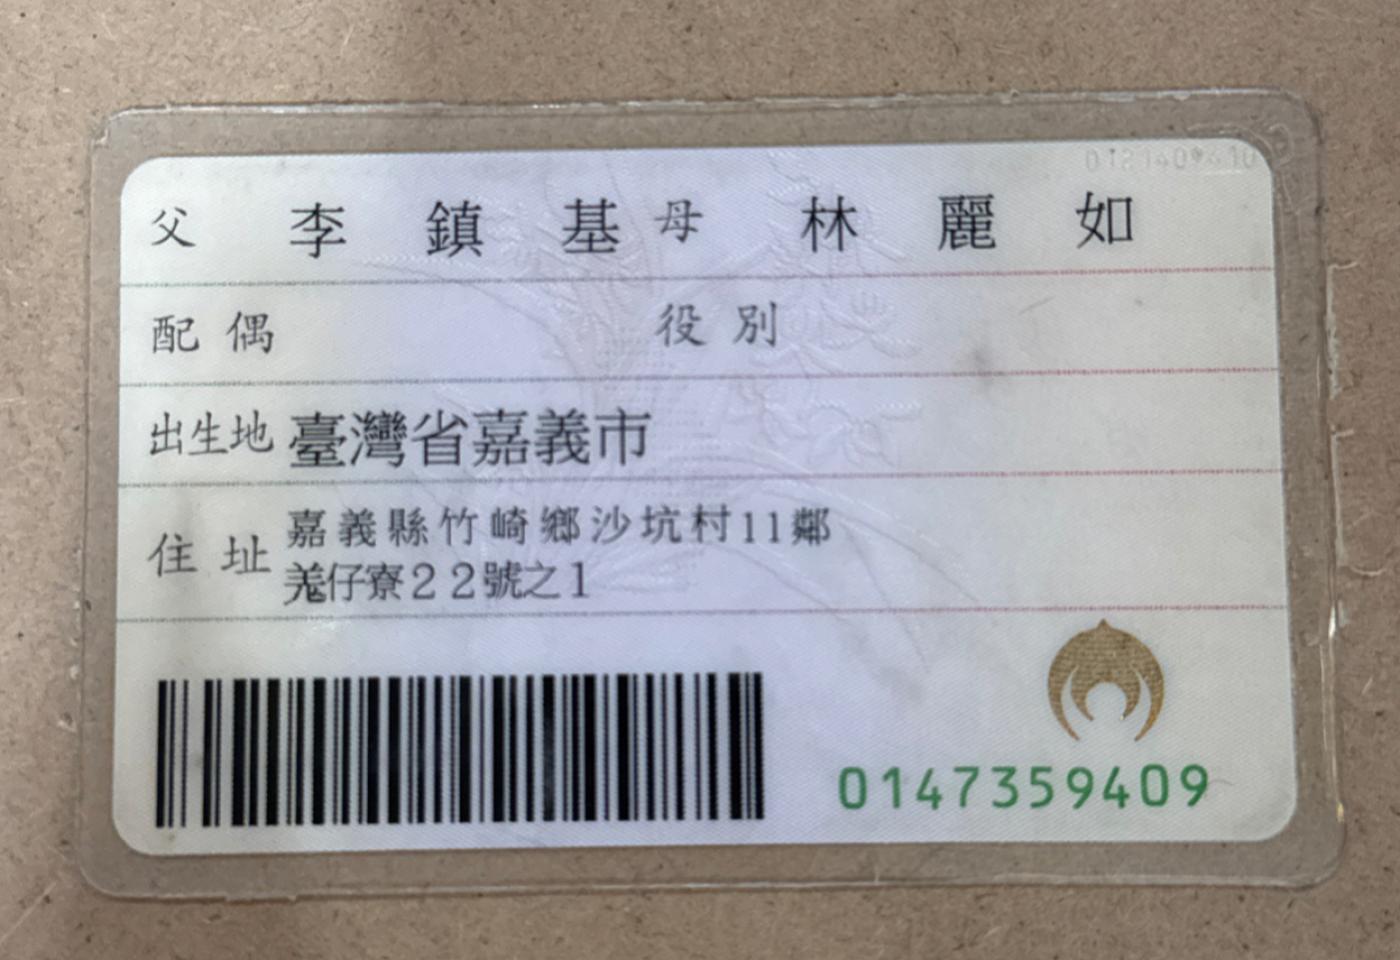 父 李鎮基 母 林麗如
配偶 役別
出生地 臺灣省嘉義市
住址 嘉義縣竹崎鄉沙坑村11鄰
羗仔寮22號之1
0147359409